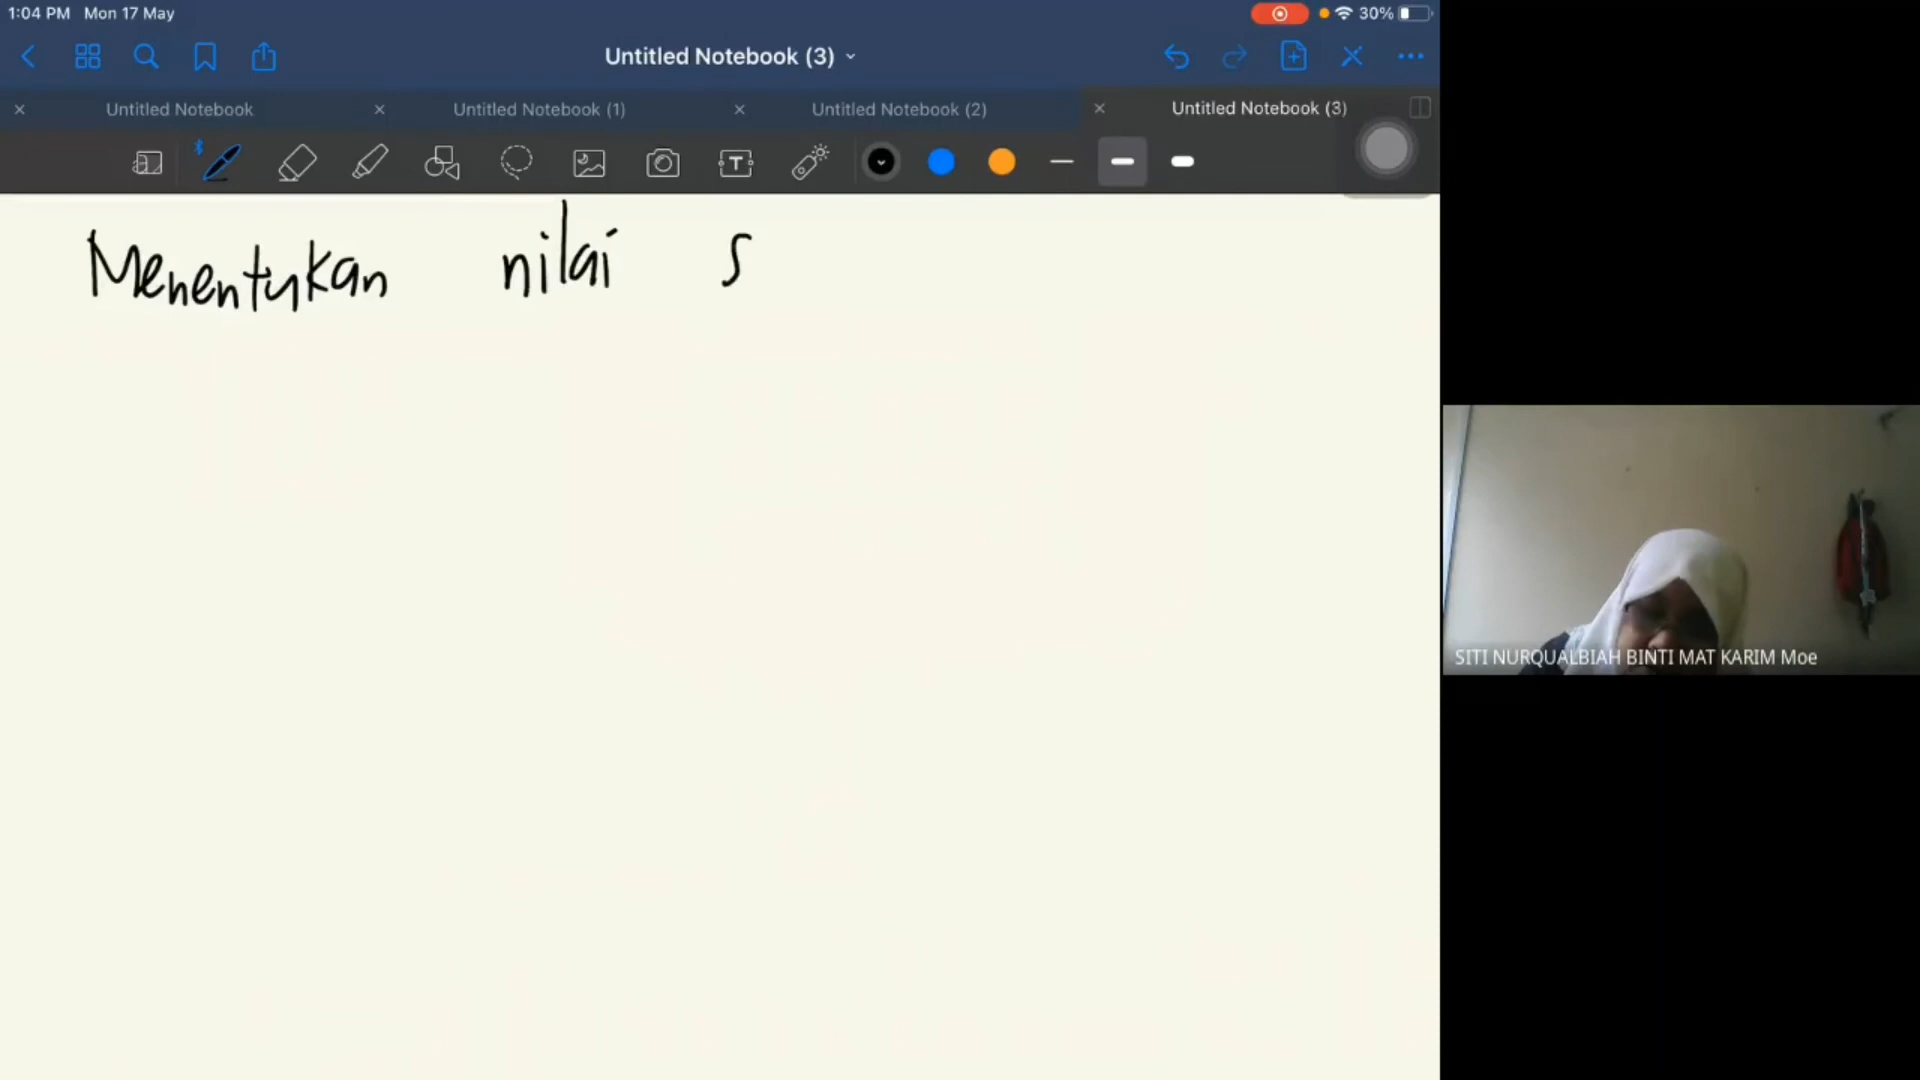 1:04 PM Mon 17 May 30%
Untitled Notebook (3)
Untitled Notebook Untitled Notebook (1) Untitled Notebook (2) Untitled Notebook (3)
Menentukan nilai s
SITI NURQUALBIAH BINTI MAT KARIM Moe